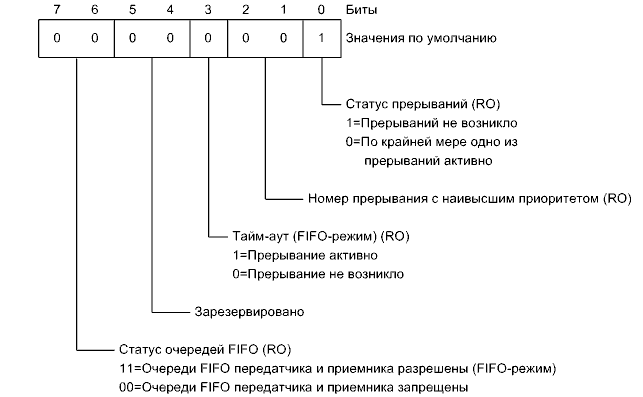 7 6 5 4 3 2 1 0 Биты
0 0 0 0 0 0 0 1 Значения по умолчанию
Статус прерываний (RO)
1=Прерываний не возникло
0=По крайней мере одно из
прерываний активно
Номер прерывания с наивысшим приоритетом (RO)
Тайм-аут (FIFO-режим) (RO)
1=Прерывание активно
0=Прерывание не возникло
Зарезервировано
Статус очередей FIFO (RO)
11=Очереди FIFO передатчика и приемника разрешены (FIFO-режим)
00=Очереди FIFO передатчика и приемника запрещены